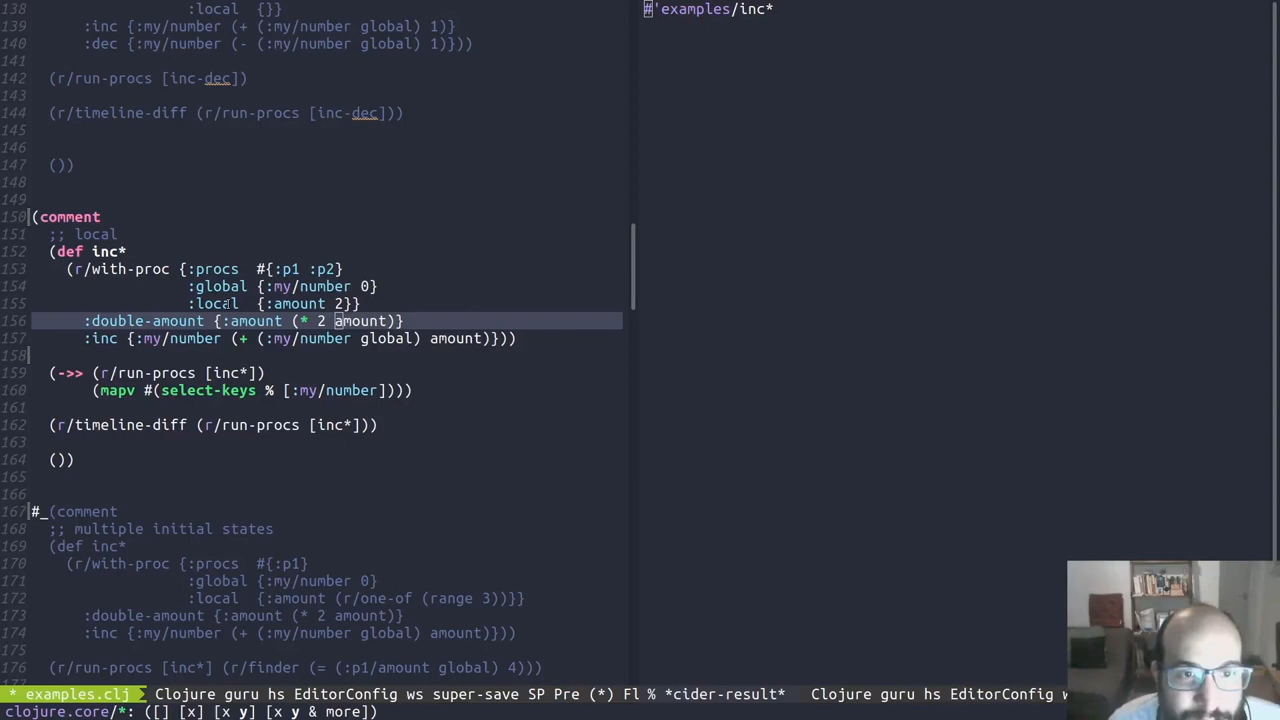 138                   :local  {}}
139       :inc {:my/number (+ (:my/number global) 1)}
140       :dec {:my/number (- (:my/number global) 1)}))
141
142   (r/run-procs [inc-dec])
143
144   (r/timeline-diff (r/run-procs [inc-dec]))
145
146
147   ())
148
149
150 (comment
151   ;; local
152   (def inc*
153     (r/with-proc {:procs  #{:p1 :p2}
154                   :global {:my/number 0}
155                   :local  {:amount 2}}
156       :double-amount {:amount (* 2 amount)}
157       :inc {:my/number (+ (:my/number global) amount)}))
158
159   (->> (r/run-procs [inc*])
160        (mapv #(select-keys % [:my/number])))
161
162   (r/timeline-diff (r/run-procs [inc*]))
163
164   ())
165
166
167 #_(comment
168   ;; multiple initial states
169   (def inc*
170     (r/with-proc {:procs  #{:p1}
171                   :global {:my/number 0}
172                   :local  {:amount (r/one-of (range 3))}}
173       :double-amount {:amount (* 2 amount)}
174       :inc {:my/number (+ (:my/number global) amount)}))
175
176   (r/run-procs [inc*] (r/finder (= (:p1/amount global) 4)))
#'examples/inc*
* examples.clj Clojure guru hs EditorConfig ws super-save SP Pre (*) Fl % *cider-result* Clojure guru hs EditorConfig ws super-save SP Pre (*) Fl
clojure.core/*: ([] [x] [x y] [x y & more])